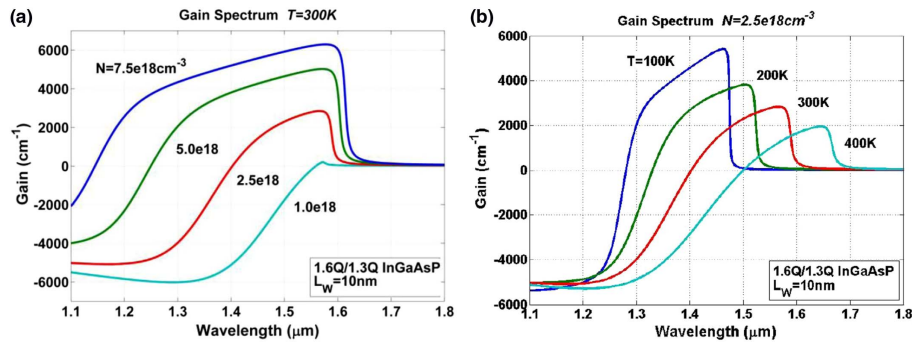 (a)
Gain Spectrum T=300K
Gain (cm⁻¹)
6000
4000
2000
0
-2000
-4000
-6000
N=7.5e18cm⁻³
5.0e18
2.5e18
1.0e18
1.6Q/1.3Q InGaAsP
L_W=10nm
1.1 1.2 1.3 1.4 1.5 1.6 1.7 1.8
Wavelength (μm)
(b)
Gain Spectrum N=2.5e18cm⁻³
Gain (cm⁻¹)
6000
4000
2000
0
-2000
-4000
-6000
T=100K
200K
300K
400K
1.6Q/1.3Q InGaAsP
L_W=10nm
1.1 1.2 1.3 1.4 1.5 1.6 1.7 1.8
Wavelength (μm)